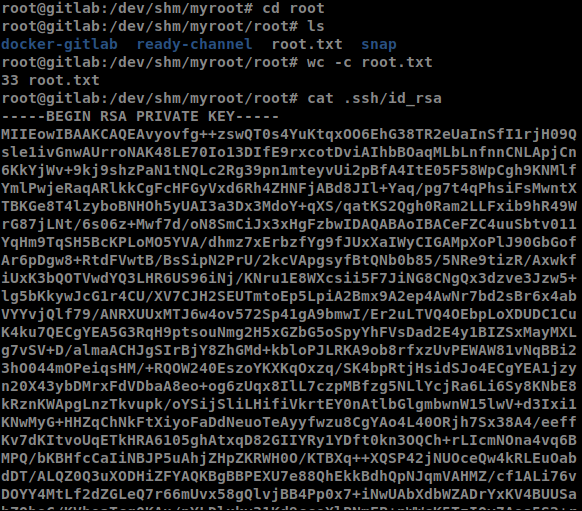 root@gitlab:/dev/shm/myroot# cd root
root@gitlab:/dev/shm/myroot/root# ls
docker-gitlab  ready-channel  root.txt  snap
root@gitlab:/dev/shm/myroot/root# wc -c root.txt
33 root.txt
root@gitlab:/dev/shm/myroot/root# cat .ssh/id_rsa
-----BEGIN RSA PRIVATE KEY-----
MIIEowIBAAKCAQEAvyovfg++zswQT0s4YuKtqxOO6EhG38TR2eUaInSfI1rjH09Q
sle1ivGnwAUrroNAK48LE70Io13DIfE9rxcotDviAIhbBOaqMLbLnfnnCNLApjCn
6KkYjWv+9kj9shzPaN1tNQLc2Rg39pn1mteyvUi2pBfA4ItE05F58WpCgh9KNMlf
YmlPwjeRaqARlkkCgFcHFGyVxd6Rh4ZHNFjABd8JIl+Yaq/pg7t4qPhsiFsMwntX
TBKGe8T4lzyboBNHOh5yUAI3a3Dx3MdoY+qXS/qatKS2Qgh0Ram2LLFxib9hR49W
rG87jLNt/6s06z+Mwf7d/oN8SmCiJx3xHgFzbwIDAQABAoIBACeFZC4uuSbtv011
YqHm9TqSH5BcKPLoMO5YVA/dhmz7xErbzfYg9fJUxXaIWyCIGAMpXoPlJ90GbGof
Ar6pDgw8+RtdFVwtB/BsSipN2PrU/2kcVApgsyfBtQNb0b85/5NRe9tizR/Axwkf
iUxK3bQOTVwdYQ3LHR6US96iNj/KNru1E8WXcsii5F7JiNG8CNgQx3dzve3Jzw5+
lg5bKkywJcG1r4CU/XV7CJH2SEUTmtoEp5LpiA2Bmx9A2ep4AwNr7bd2sBr6x4ab
VYYvjQlf79/ANRXUUxMTJ6w4ov572Sp41gA9bmwI/Er2uLTVQ4OEbpLoXDUDC1Cu
K4ku7QECgYEA5G3RqH9ptsouNmg2H5xGZbG5oSpyYhFVsDad2E4y1BIZSxMayMXL
g7vSV+D/almaACHJgSIrBjY8ZhGMd+kbloPJLRKA9ob8rfxzUvPEWAW81vNqBBi2
3hO044mOPeiqsHM/+RQOW240EszoYKXKqOxzq/SK4bpRtjHsidSJo4ECgYEA1jzy
n20X43ybDMrxFdVDbaA8eo+og6zUqx8IlL7czpMBfzg5NLlYcjRa6Li6Sy8KNbE8
kRznKWApgLnzTkvupk/oYSijSliLHifiVkrtEY0nAtlbGlgmbwnW15lwV+d3Ixi1
KNwMyG+HHZqChNkFtXiyoFaDdNeuoTeAyyfwzu8CgYAo4L40ORjh7Sx38A4/eeff
Kv7dKItvoUqETkHRA6105ghAtxqD82GIIYRy1YDft0kn3OQCh+rLIcmNOna4vq6B
MPQ/bKBHfcCaIiNBJP5uAhjZHpZKRWH0O/KTBXq++XQSP42jNUOceQw4kRLEuOab
dDT/ALQZ0Q3uXODHiZFYAQKBgBBPEXU7e88QhEkkBdhQpNJqmVAHMZ/cf1ALi76v
DOYY4MtLf2dZGLeQ7r66mUvx58gQlvjBB4Pp0x7+iNwUAbXdbWZADrYxKV4BUUSa